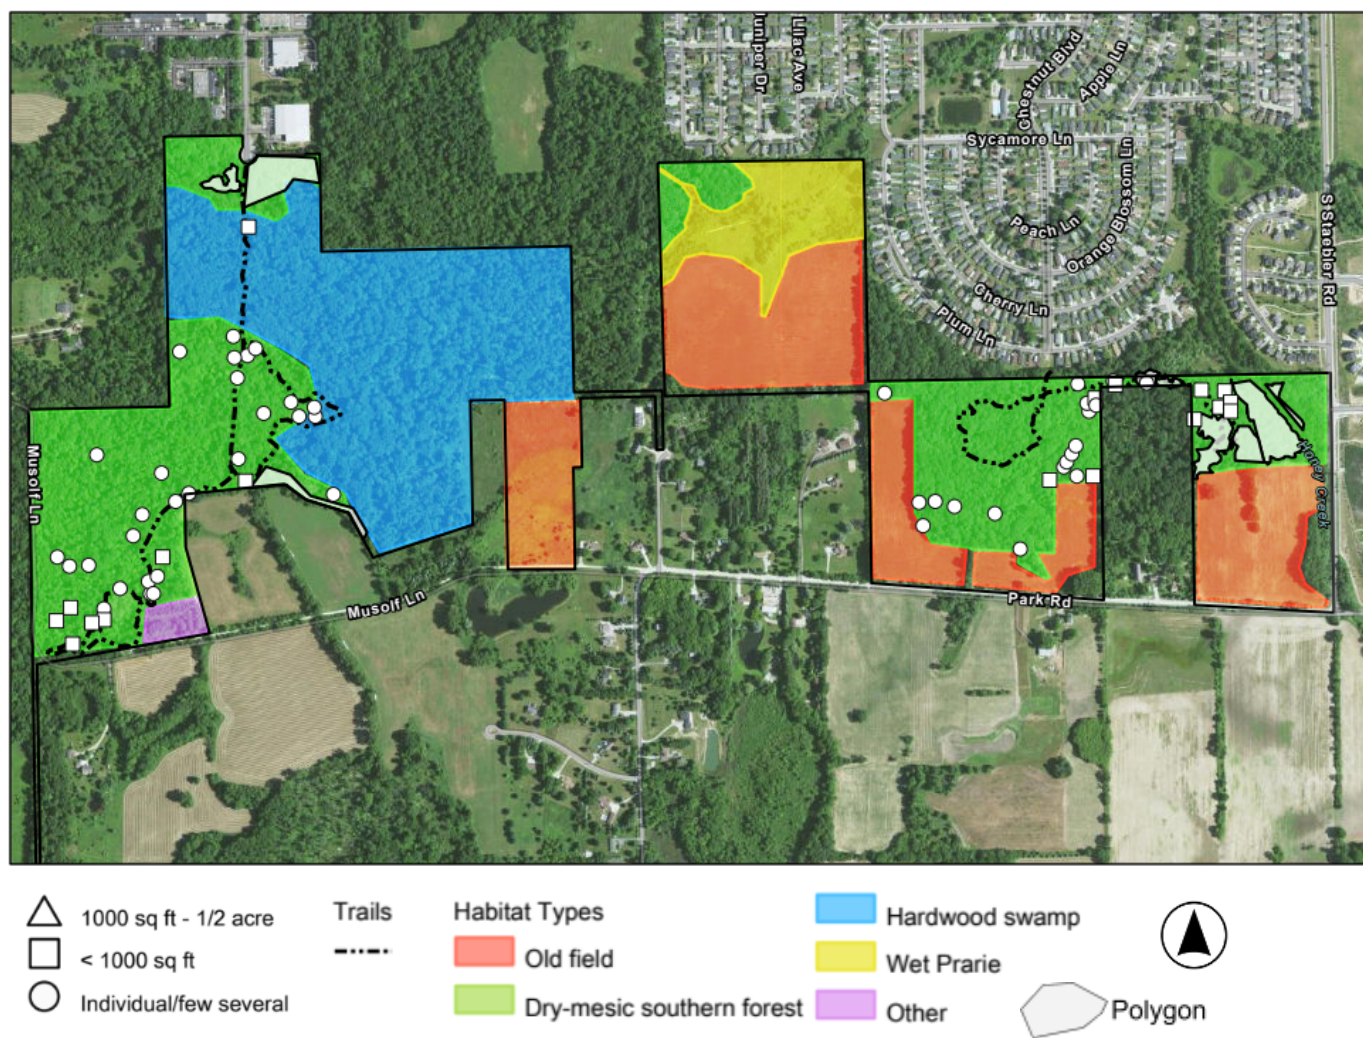 Juniper Dr
Lilac Ave
Chestnut Blvd
Apple Ln
Sycamore Ln
Orange Blossom Ln
Peach Ln
Cherry Ln
Plum Ln
S Staebler Rd
Musolf Ln
Honey Creek
Musolf Ln
Park Rd
1000 sq ft - 1/2 acre
< 1000 sq ft
Individual/few several
Trails
Habitat Types
Old field
Dry-mesic southern forest
Hardwood swamp
Wet Prarie
Other
Polygon